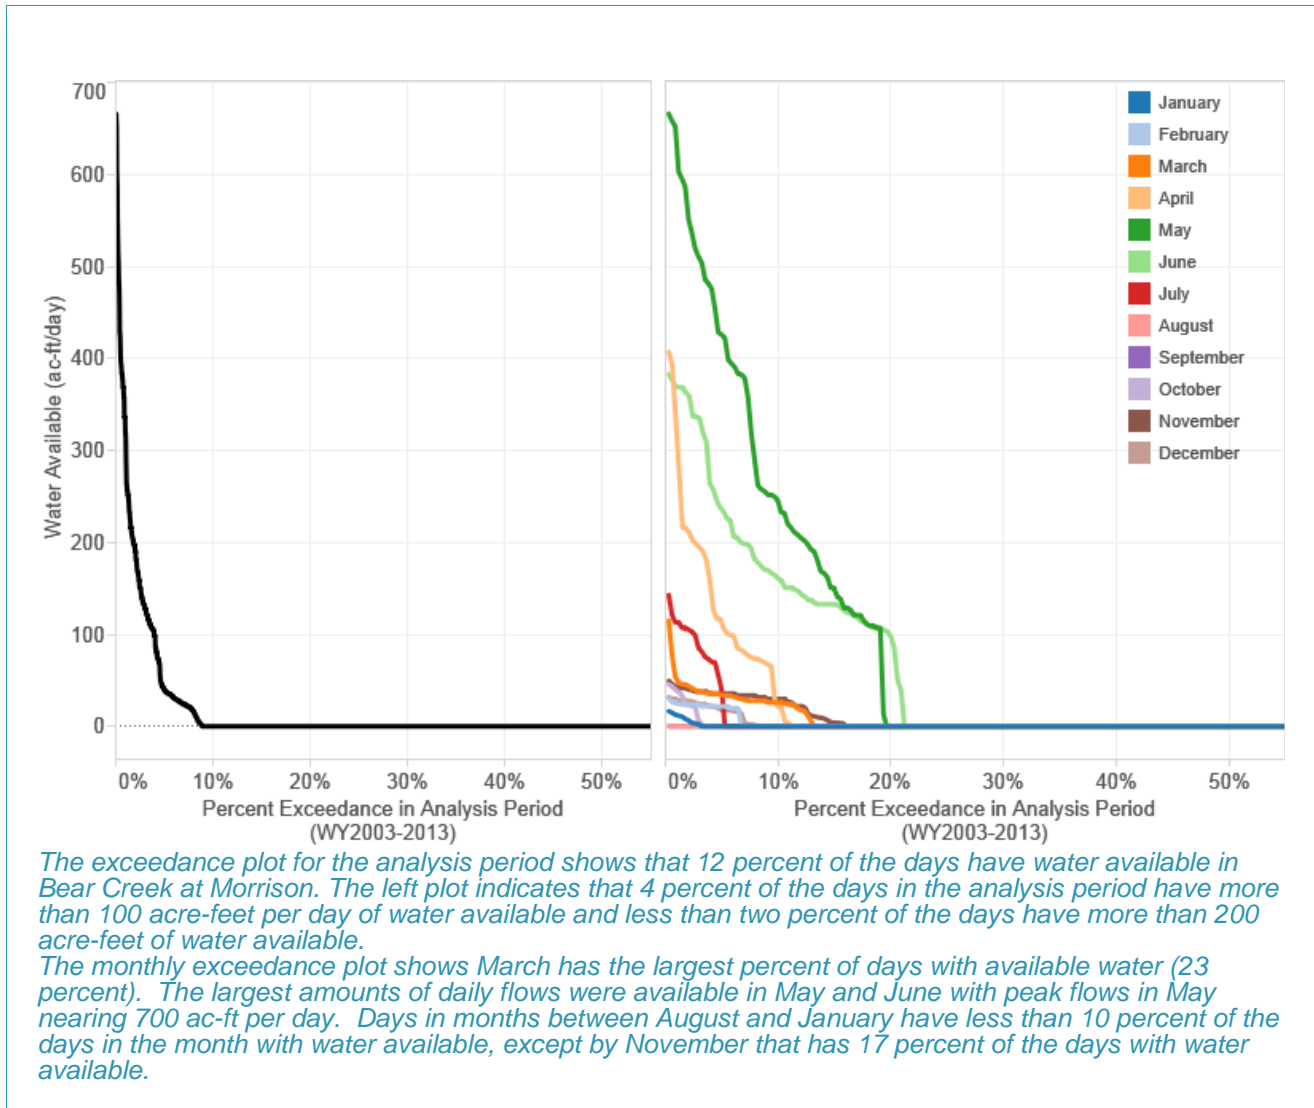 700
600
500
400
300
200
100
0
Water Available (ac-ft/day)
0% 10% 20% 30% 40% 50%
Percent Exceedance in Analysis Period
(WY2003-2013)
January
February
March
April
May
June
July
August
September
October
November
December
0% 10% 20% 30% 40% 50%
Percent Exceedance in Analysis Period
(WY2003-2013)
The exceedance plot for the analysis period shows that 12 percent of the days have water available in
Bear Creek at Morrison. The left plot indicates that 4 percent of the days in the analysis period have more
than 100 acre-feet per day of water available and less than two percent of the days have more than 200
acre-feet of water available.
The monthly exceedance plot shows March has the largest percent of days with available water (23
percent). The largest amounts of daily flows were available in May and June with peak flows in May
nearing 700 ac-ft per day. Days in months between August and January have less than 10 percent of the
days in the month with water available, except by November that has 17 percent of the days with water
available.